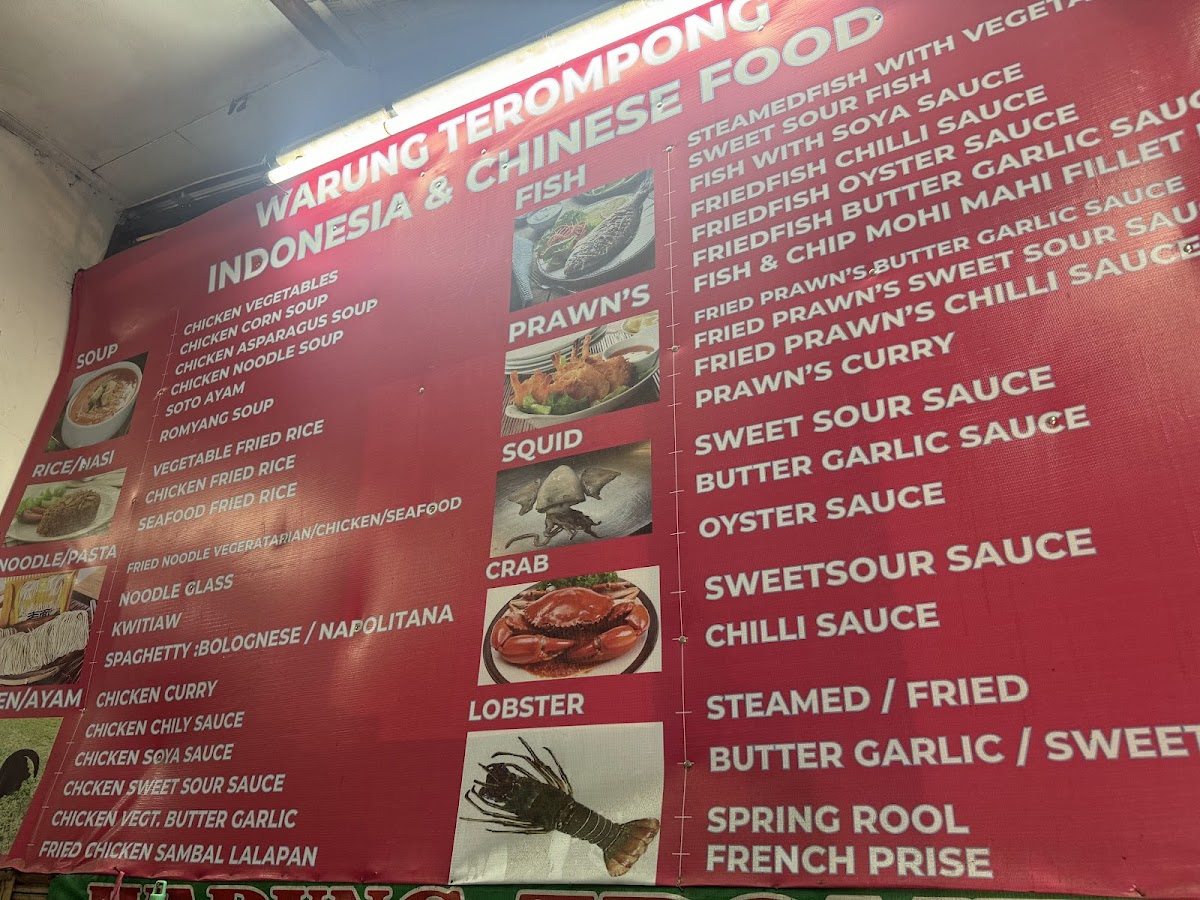 WARUNG TEROMPONG
INDONESIA & CHINESE FOOD
SOUP
CHICKEN VEGETABLES
CHICKEN CORN SOUP
CHICKEN ASPARAGUS SOUP
CHICKEN NOODLE SOUP
SOTO AYAM
ROMYANG SOUP
RICE/NASI
VEGETABLE FRIED RICE
CHICKEN FRIED RICE
SEAFOOD FRIED RICE
NOODLE/PASTA
FRIED NOODLE VEGERATARIAN/CHICKEN/SEAFOOD
NOODLE GLASS
KWITIAW
SPAGHETTY :BOLOGNESE / NAPOLITANA
EN/AYAM
CHICKEN CURRY
CHICKEN CHILY SAUCE
CHICKEN SOYA SAUCE
CHCKEN SWEET SOUR SAUCE
CHICKEN VEGT. BUTTER GARLIC
FRIED CHICKEN SAMBAL LALAPAN
FISH
STEAMEDFISH WITH VEGETA
SWEET SOUR FISH
FISH WITH SOYA SAUCE
FRIEDFISH CHILLI SAUCE
FRIEDFISH OYSTER SAUCE
FRIEDFISH BUTTER GARLIC SAUC
FISH & CHIP MOHI MAHI FILLET
PRAWN'S
FRIED PRAWN'S BUTTER GARLIC SAUCE
FRIED PRAWN'S SWEET SOUR SAU
FRIED PRAWN'S CHILLI SAUCE
PRAWN'S CURRY
SQUID
SWEET SOUR SAUCE
BUTTER GARLIC SAUCE
OYSTER SAUCE
CRAB
SWEETSOUR SAUCE
CHILLI SAUCE
LOBSTER
STEAMED / FRIED
BUTTER GARLIC / SWEET
SPRING ROOL
FRENCH PRISE